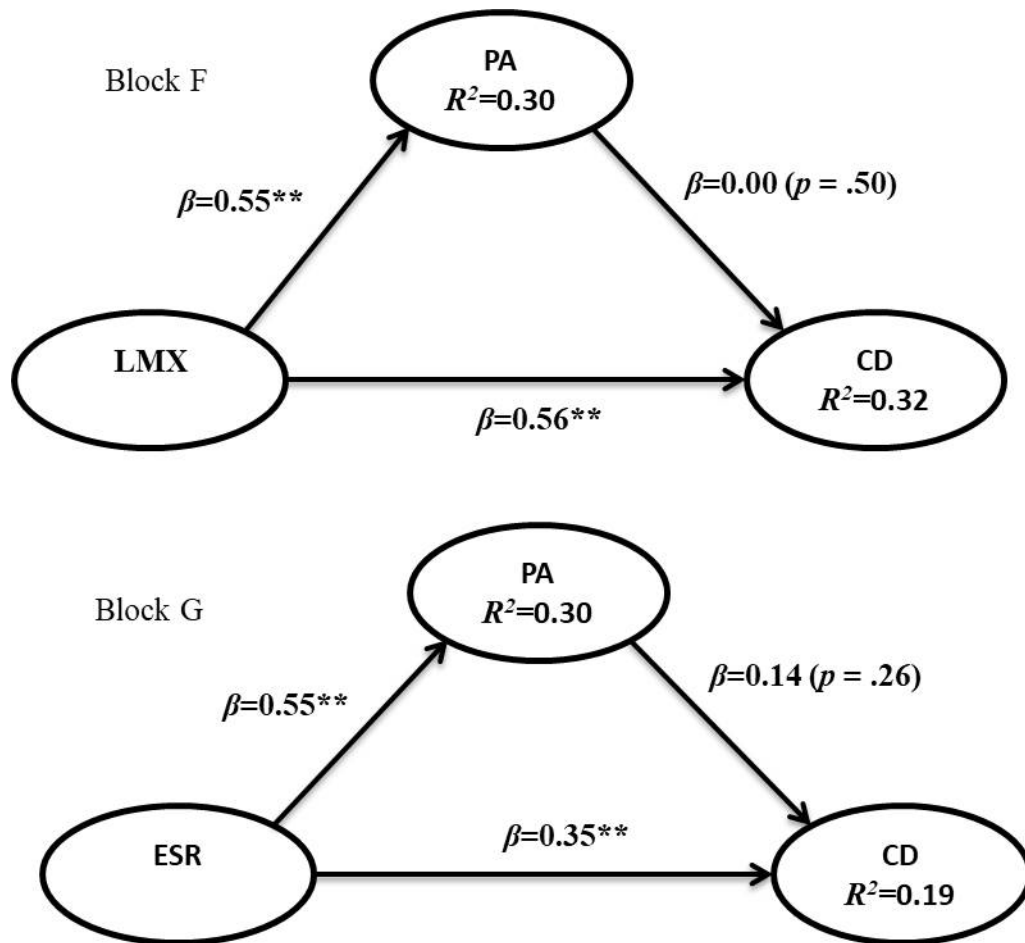 Block F
PA
R²=0.30
β=0.55**
β=0.00 (p = .50)
LMX
CD
R²=0.32
β=0.56**
Block G
PA
R²=0.30
β=0.55**
β=0.14 (p = .26)
ESR
β=0.35**
CD
R²=0.19